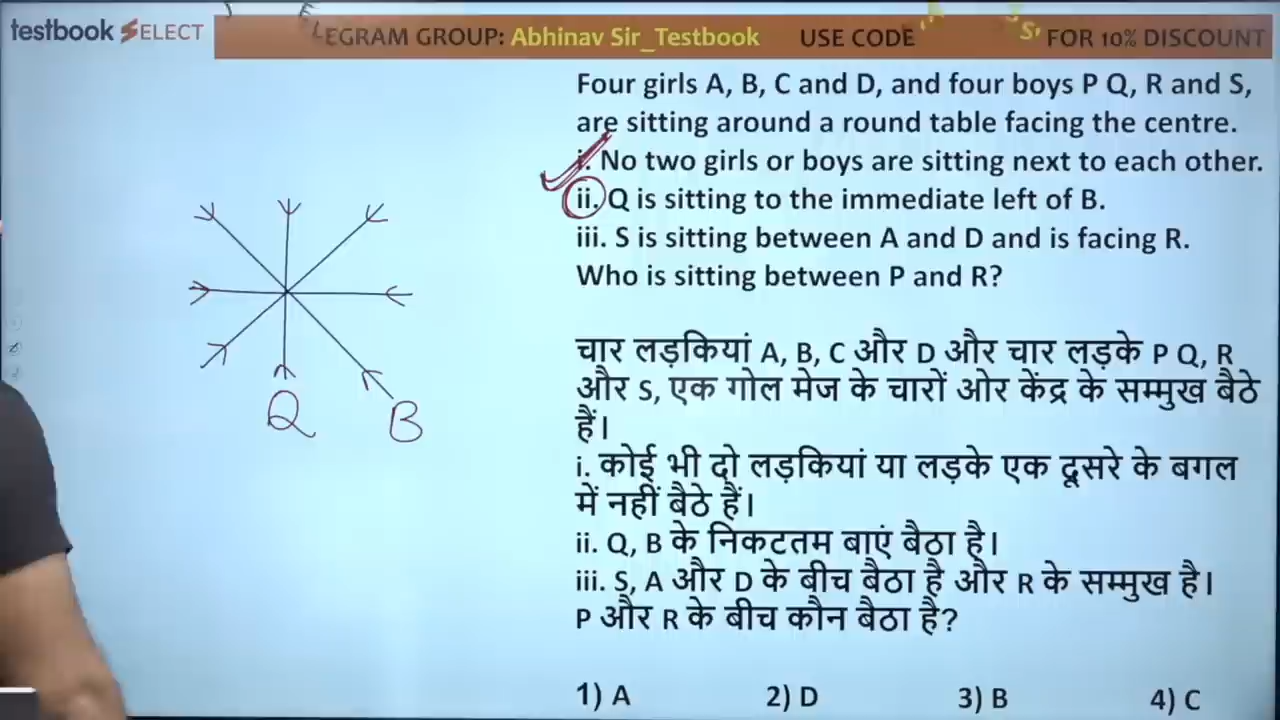 testbook SELECT
LEGRAM GROUP: Abhinav Sir_Testbook USE CODE FOR 10% DISCOUNT
Four girls A, B, C and D, and four boys P Q, R and S,
are sitting around a round table facing the centre.
i. No two girls or boys are sitting next to each other.
ii. Q is sitting to the immediate left of B.
iii. S is sitting between A and D and is facing R.
Who is sitting between P and R?
चार लड़कियां A, B, C और D और चार लड़के P Q, R
और S, एक गोल मेज के चारों ओर केंद्र के सम्मुख बैठे
हैं।
i. कोई भी दो लड़कियां या लड़के एक दूसरे के बगल
में नहीं बैठे हैं।
ii. Q, B के निकटतम बाएं बैठा है।
iii. S, A और D के बीच बैठा है और R के सम्मुख है।
P और R के बीच कौन बैठा है?
1) A 2) D 3) B 4) C
Q B